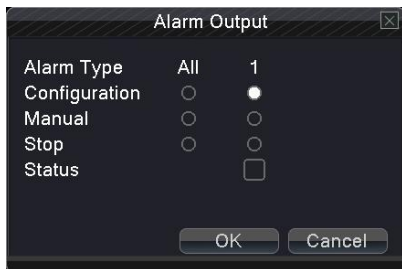 Alarm Output
Alarm Type All 1
Configuration
Manual
Stop
Status
OK Cancel